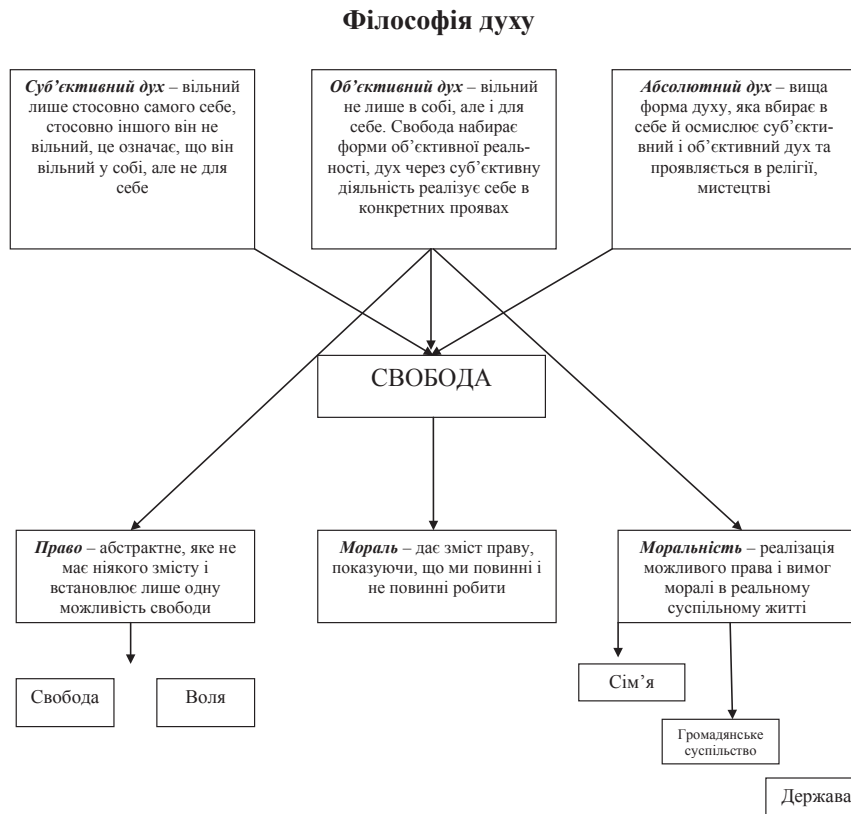 Філософія духу
Суб’єктивний дух – вільний
лише стосовно самого себе,
стосовно іншого він не
вільний, це означає, що він
вільний у собі, але не для
себе
Об’єктивний дух – вільний
не лише в собі, але і для
себе. Свобода набирає
форми об’єктивної реаль-
ності, дух через суб’єктивну
діяльність реалізує себе в
конкретних проявах
Абсолютний дух – вища
форма духу, яка вбирає в
себе й осмислює суб’єкти-
вний і об’єктивний дух та
проявляється в релігії,
мистецтві
СВОБОДА
Право – абстрактне, яке не
має ніякого змісту і
встановлює лише одну
можливість свободи
Мораль – дає зміст праву,
показуючи, що ми повинні і
не повинні робити
Моральність – реалізація
можливого права і вимог
моралі в реальному
суспільному житті
Свобода
Воля
Сім’я
Громадянське
суспільство
Держава